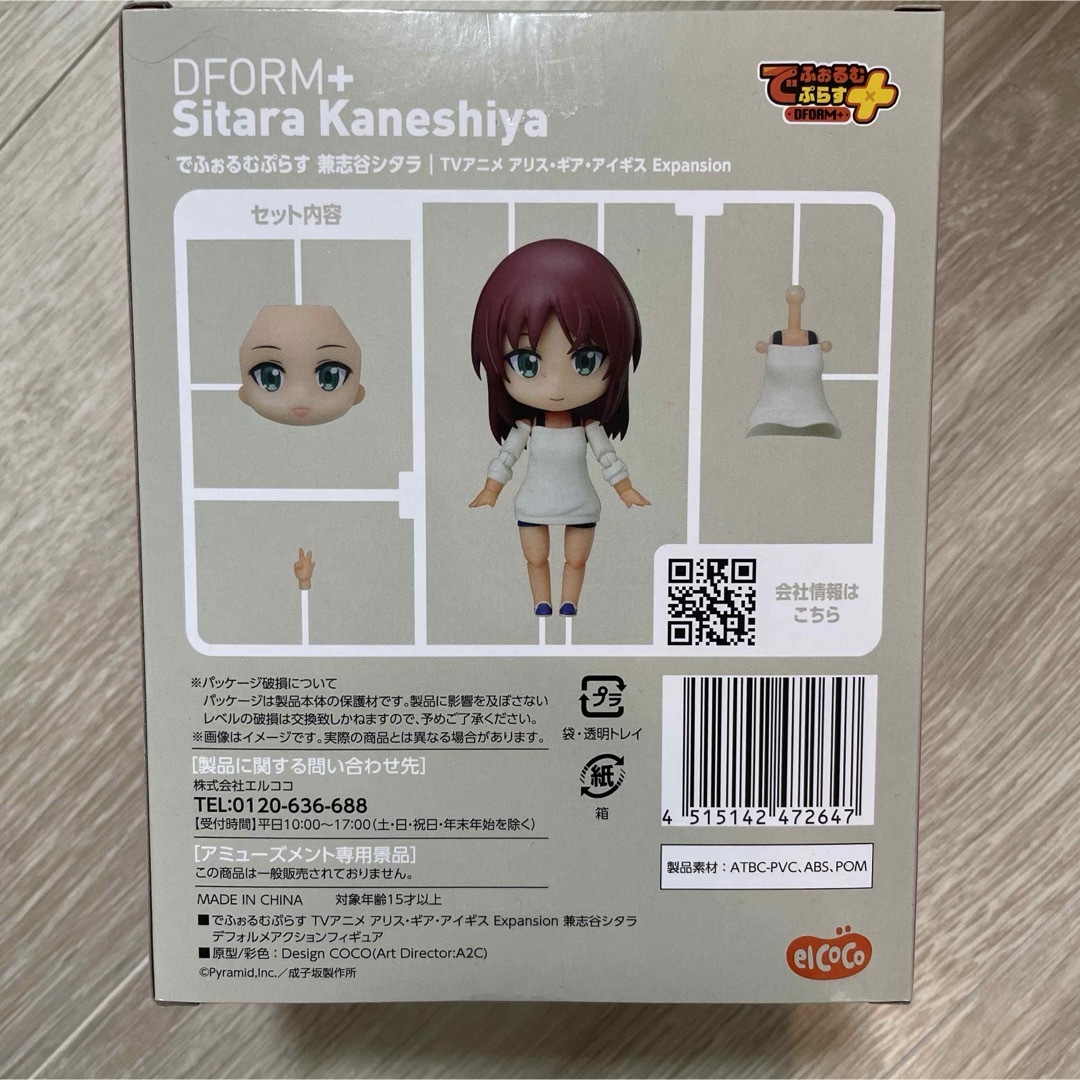 DFORM+
Sitara Kaneshiya
でふぉるむぷらす 兼志谷シタラ | TVアニメ アリス・ギア・アイギス Expansion
でふぉるむ
ぷらす
・DFORM+・
セット内容
会社情報は
こちら
※パッケージ破損について
パッケージは製品本体の保護材です。製品に影響を及ぼさない
レベルの破損は交換致しかねますので、予めご了承ください。
※画像はイメージです。実際の商品とは異なる場合があります。
[製品に関する問い合わせ先]
株式会社エルココ
TEL:0120-636-688
【受付時間】平日10:00～17:00（土・日・祝日・年末年始を除く）
[アミューズメント専用景品]
この商品は一般販売されておりません。
MADE IN CHINA 対象年齢15才以上
■でふぉるむぷらす TVアニメ アリス・ギア・アイギス Expansion 兼志谷シタラ
デフォルメアクションフィギュア
■原型/彩色：Design COCO(Art Director:A2C)
©Pyramid,Inc.／成子坂製作所
プラ
袋・透明トレイ
紙
箱
4 515142 472647
製品素材：ATBC-PVC、ABS、POM
elcoco